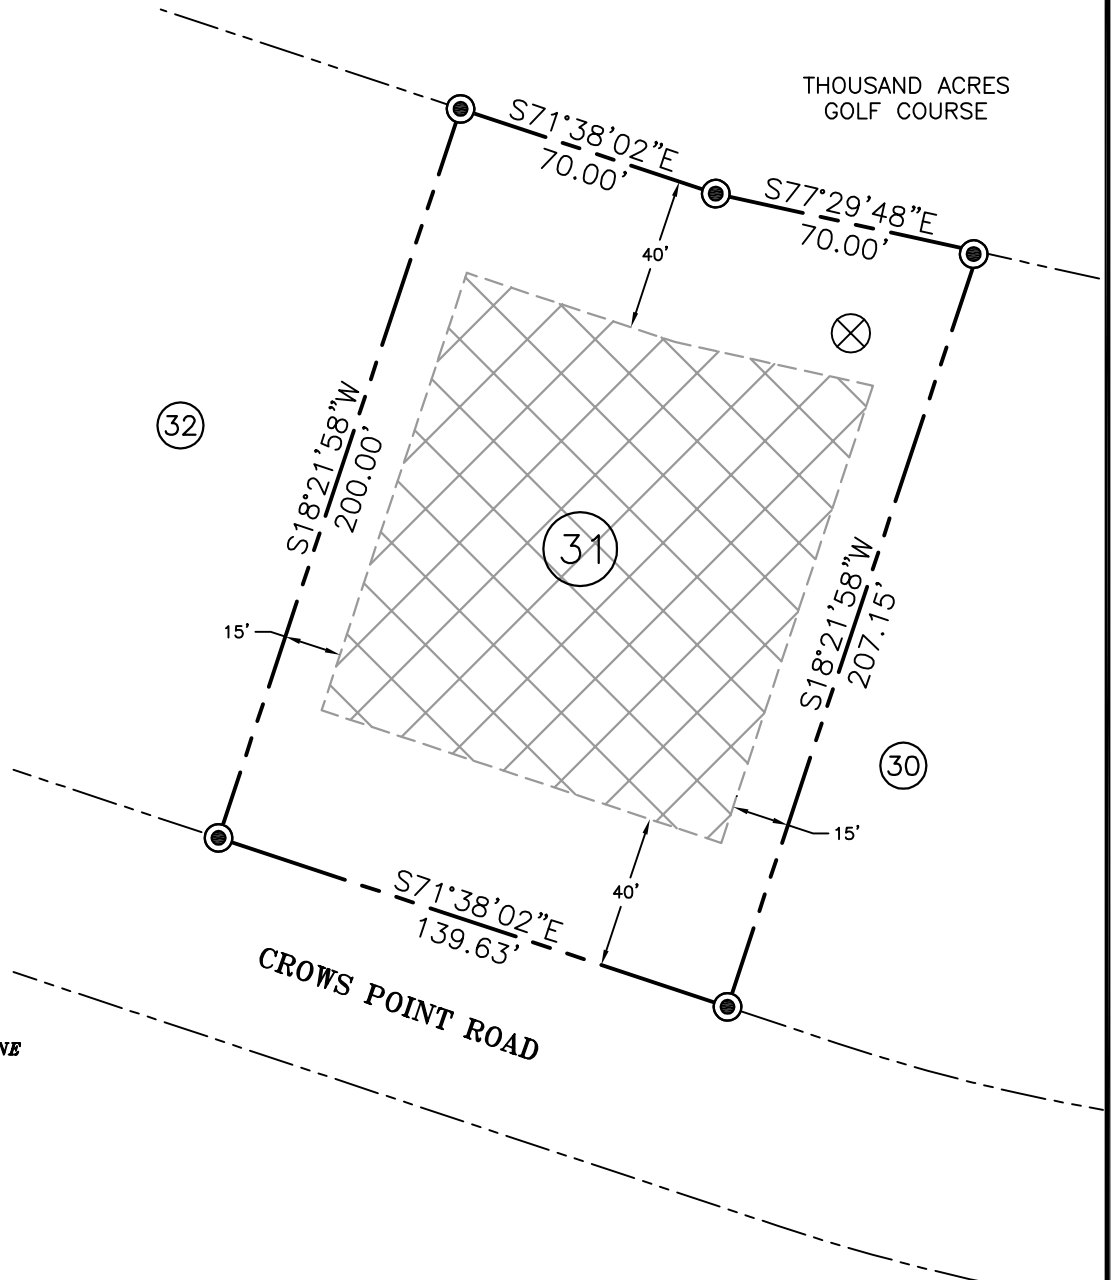 THOUSAND ACRES
GOLF COURSE
S71°38'02"E
70.00'
S77°29'48"E
70.00'
40'
32
S18°21'58"W
200.00'
31
S18°21'58"W
207.15'
15'
30
15'
S71°38'02"E
139.63'
40'
CROWS POINT ROAD
NE